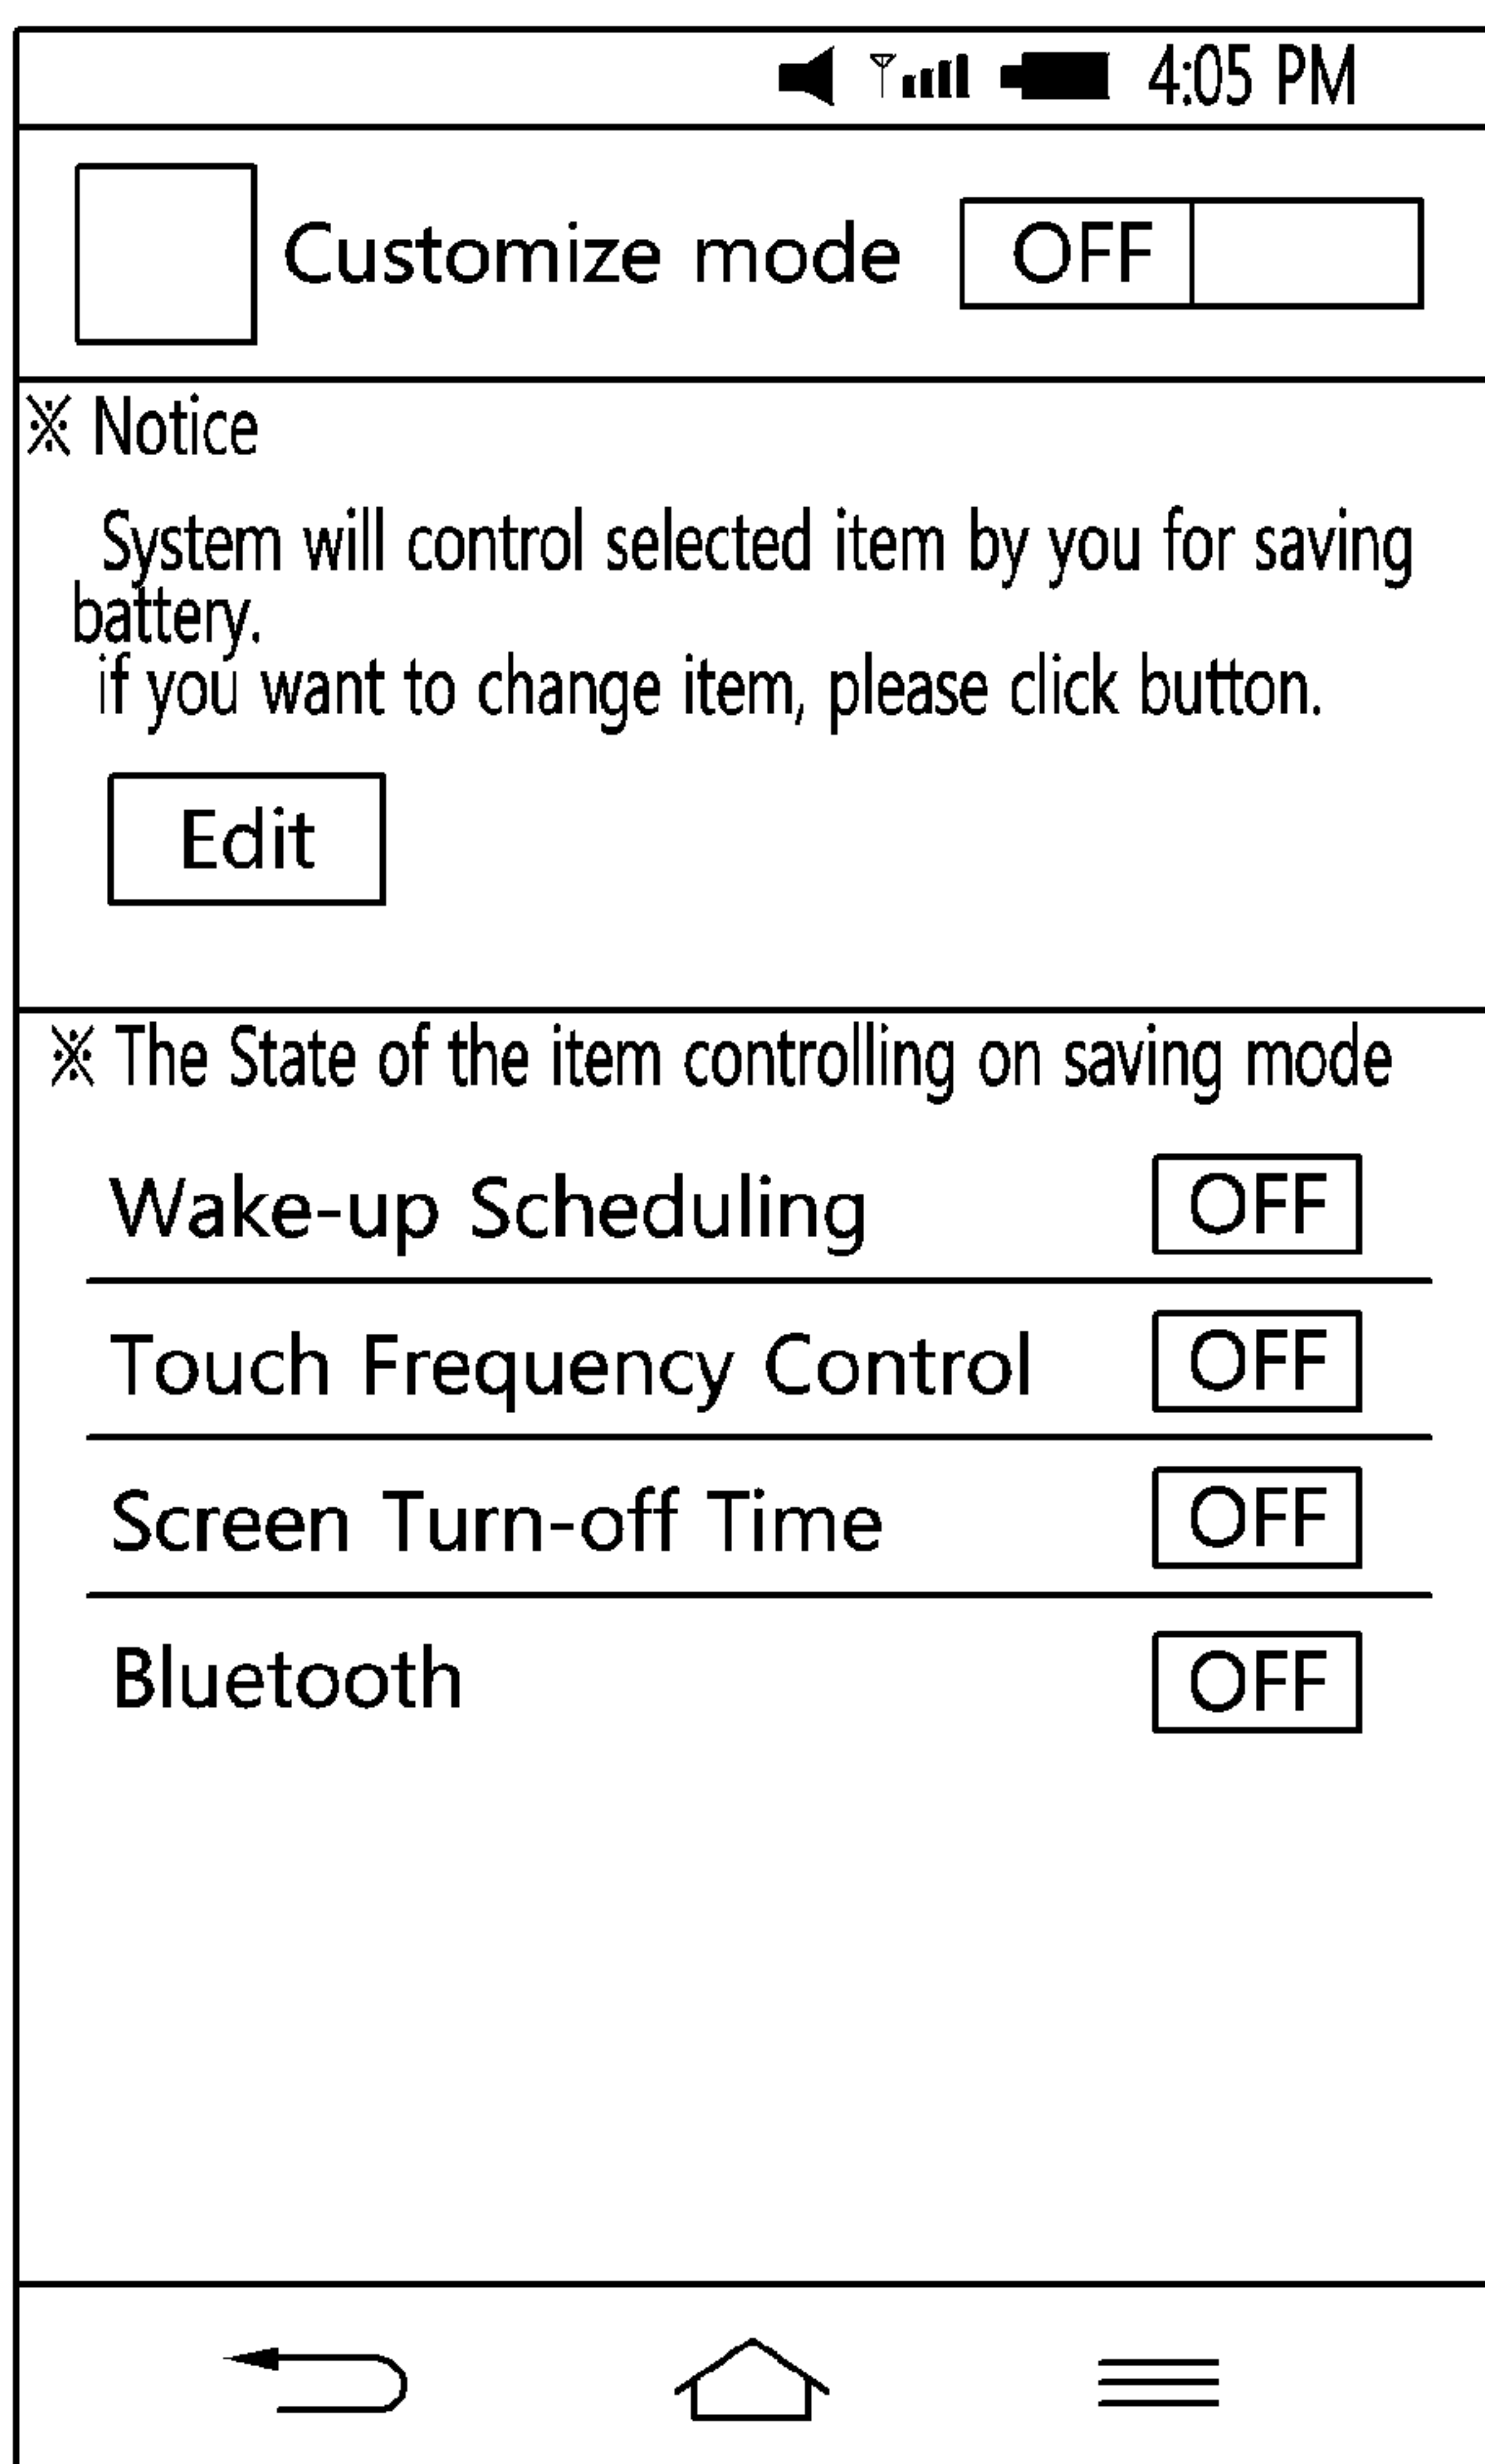 4:05 PM
Customize mode OFF
※ Notice
System will control selected item by you for saving
battery.
if you want to change item, please click button.
Edit
※ The State of the item controlling on saving mode
Wake-up Scheduling OFF
Touch Frequency Control OFF
Screen Turn-off Time OFF
Bluetooth OFF